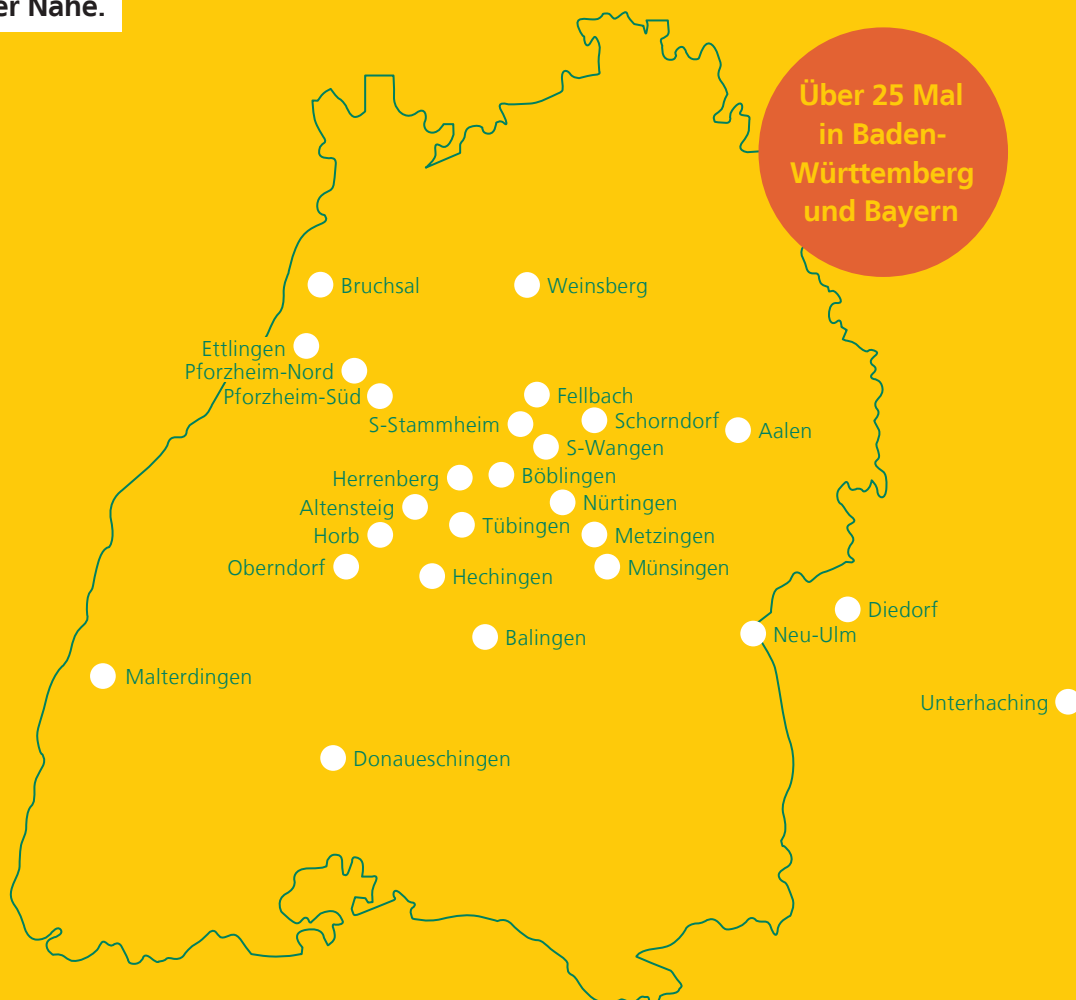 er Nähe.
Über 25 Mal
in Baden-
Württemberg
und Bayern
Bruchsal
Weinsberg
Ettlingen
Pforzheim-Nord
Pforzheim-Süd
Fellbach
S-Stammheim
Schorndorf
Aalen
S-Wangen
Herrenberg
Böblingen
Altensteig
Nürtingen
Horb
Tübingen
Metzingen
Oberndorf
Hechingen
Münsingen
Diedorf
Balingen
Neu-Ulm
Malterdingen
Unterhaching
Donaueschingen